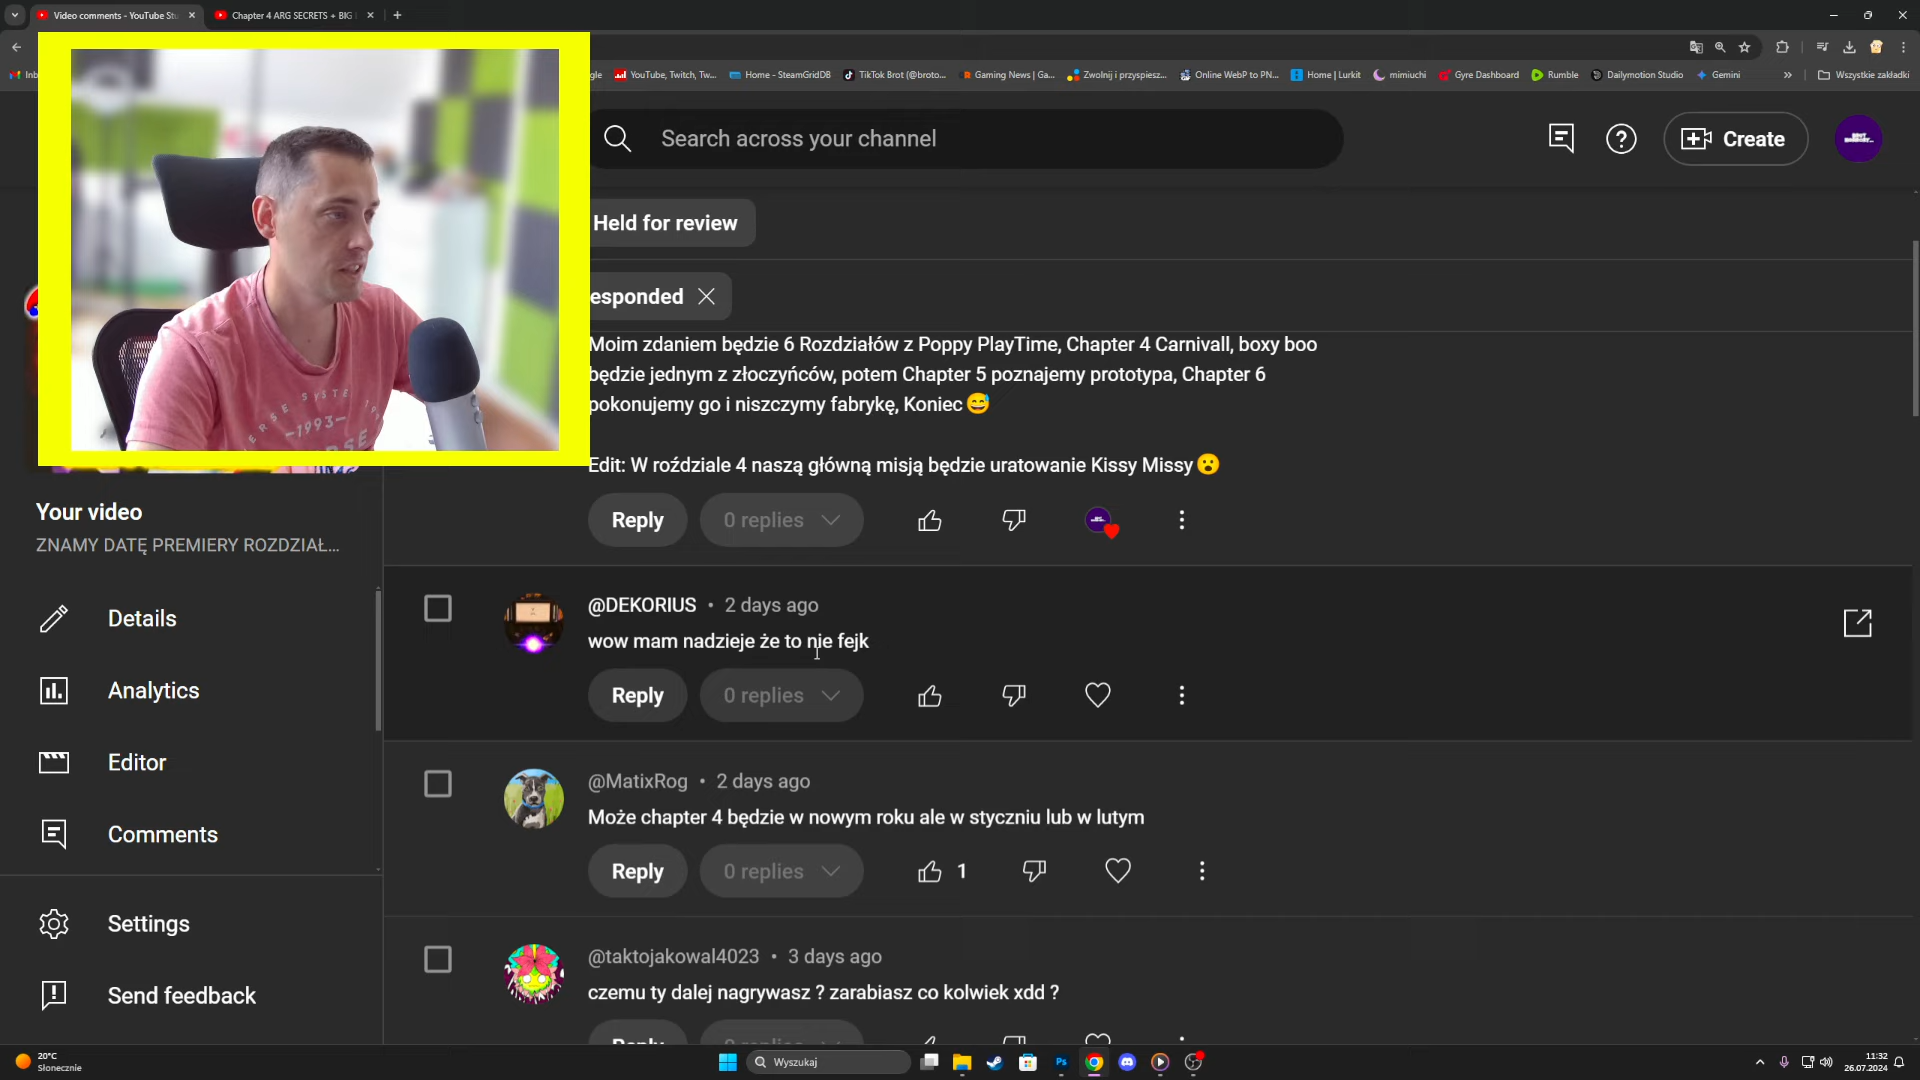 Video comments - YouTube Stu
Chapter 4 ARG SECRETS + BIG
Inb
gle
YouTube, Twitch, Tw...
Home - SteamGridDB
TikTok Brot (@broto...
Gaming News | Ga...
Zwolnij i przyspiesz...
Online WebP to PN...
Home | Lurkit
mimiuchi
Gyre Dashboard
Rumble
Dailymotion Studio
Gemini
»
Wszystkie zakładki
Search across your channel
Create
Held for review
esponded
Moim zdaniem będzie 6 Rozdziałów z Poppy PlayTime, Chapter 4 Carnivall, boxy boo
będzie jednym z złoczyńców, potem Chapter 5 poznajemy prototypa, Chapter 6
pokonujemy go i niszczymy fabrykę, Koniec😅
Edit: W roździale 4 naszą główną misją będzie uratowanie Kissy Missy😮
Reply
0 replies
Your video
ZNAMY DATĘ PREMIERY ROZDZIAŁ...
Details
Analytics
Editor
Comments
Settings
Send feedback
@DEKORIUS • 2 days ago
wow mam nadzieje że to nie fejk
Reply
0 replies
@MatixRog • 2 days ago
Może chapter 4 będzie w nowym roku ale w styczniu lub w lutym
Reply
0 replies
1
@taktojakowal4023 • 3 days ago
czemu ty dalej nagrywasz ? zarabiasz co kolwiek xdd ?
Reply
-1993-
20°C
Słonecznie
Wyszukaj
Ps
11:32
26.07.2024